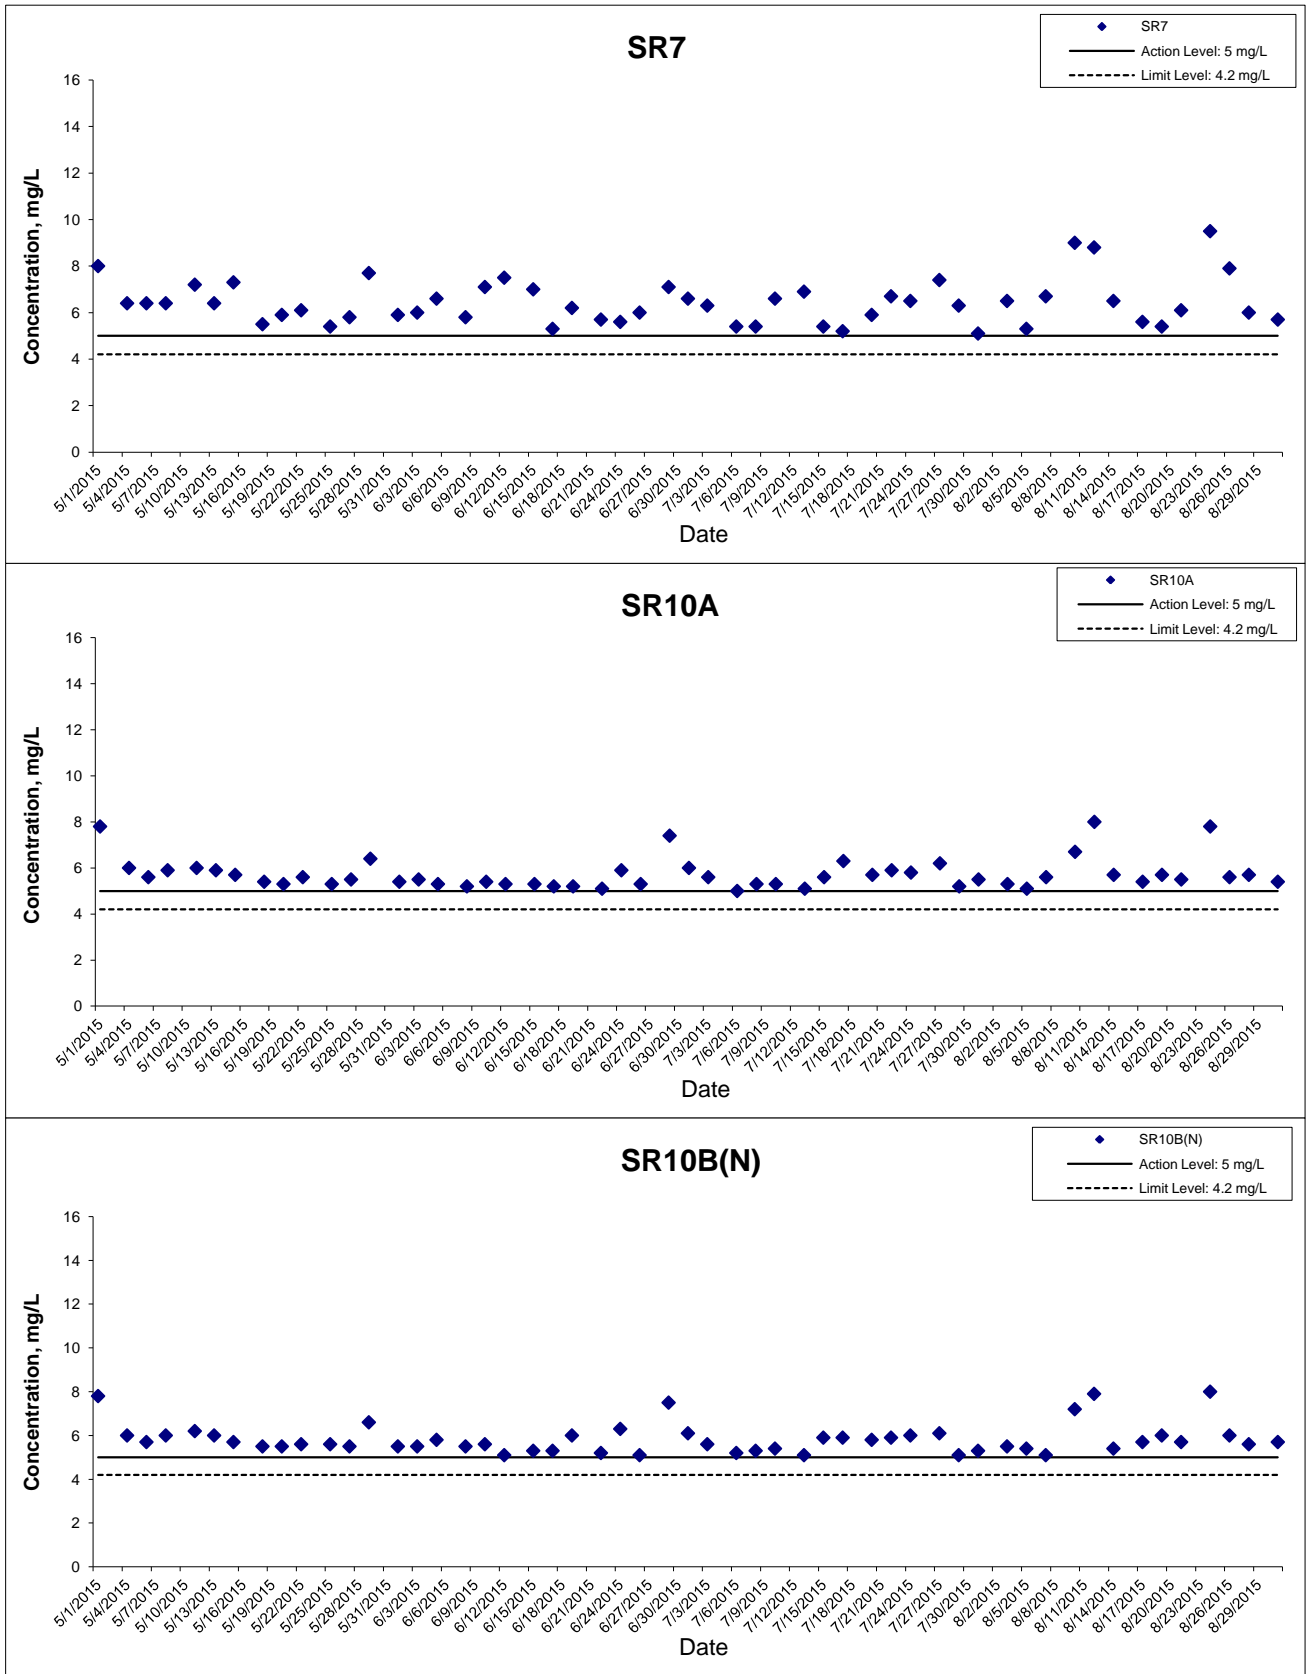 SR7
SR7
Action Level: 5 mg/L
Limit Level: 4.2 mg/L
Concentration, mg/L
16
14
12
10
8
6
4
2
0
5/1/2015 5/4/2015 5/7/2015 5/10/2015 5/13/2015 5/16/2015 5/19/2015 5/22/2015 5/25/2015 5/28/2015 5/31/2015 6/3/2015 6/6/2015 6/9/2015 6/12/2015 6/15/2015 6/18/2015 6/21/2015 6/24/2015 6/27/2015 6/30/2015 7/3/2015 7/6/2015 7/9/2015 7/12/2015 7/15/2015 7/18/2015 7/21/2015 7/24/2015 7/27/2015 7/30/2015 8/2/2015 8/5/2015 8/8/2015 8/11/2015 8/14/2015 8/17/2015 8/20/2015 8/23/2015 8/26/2015 8/29/2015
Date
SR10A
SR10A
Action Level: 5 mg/L
Limit Level: 4.2 mg/L
Concentration, mg/L
16
14
12
10
8
6
4
2
0
5/1/2015 5/4/2015 5/7/2015 5/10/2015 5/13/2015 5/16/2015 5/19/2015 5/22/2015 5/25/2015 5/28/2015 5/31/2015 6/3/2015 6/6/2015 6/9/2015 6/12/2015 6/15/2015 6/18/2015 6/21/2015 6/24/2015 6/27/2015 6/30/2015 7/3/2015 7/6/2015 7/9/2015 7/12/2015 7/15/2015 7/18/2015 7/21/2015 7/24/2015 7/27/2015 7/30/2015 8/2/2015 8/5/2015 8/8/2015 8/11/2015 8/14/2015 8/17/2015 8/20/2015 8/23/2015 8/26/2015 8/29/2015
Date
SR10B(N)
SR10B(N)
Action Level: 5 mg/L
Limit Level: 4.2 mg/L
Concentration, mg/L
16
14
12
10
8
6
4
2
0
5/1/2015 5/4/2015 5/7/2015 5/10/2015 5/13/2015 5/16/2015 5/19/2015 5/22/2015 5/25/2015 5/28/2015 5/31/2015 6/3/2015 6/6/2015 6/9/2015 6/12/2015 6/15/2015 6/18/2015 6/21/2015 6/24/2015 6/27/2015 6/30/2015 7/3/2015 7/6/2015 7/9/2015 7/12/2015 7/15/2015 7/18/2015 7/21/2015 7/24/2015 7/27/2015 7/30/2015 8/2/2015 8/5/2015 8/8/2015 8/11/2015 8/14/2015 8/17/2015 8/20/2015 8/23/2015 8/26/2015 8/29/2015
Date